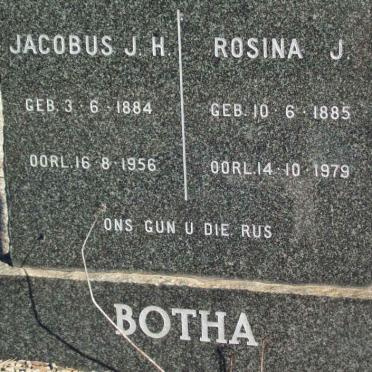 JACOBUS J. H. ROSINA J.
GEB. 3·6·1884 GEB. 10·6·1885
OORL. 16·8·1956 OORL. 14·10·1979
ONS GUN U DIE RUS
BOTHA